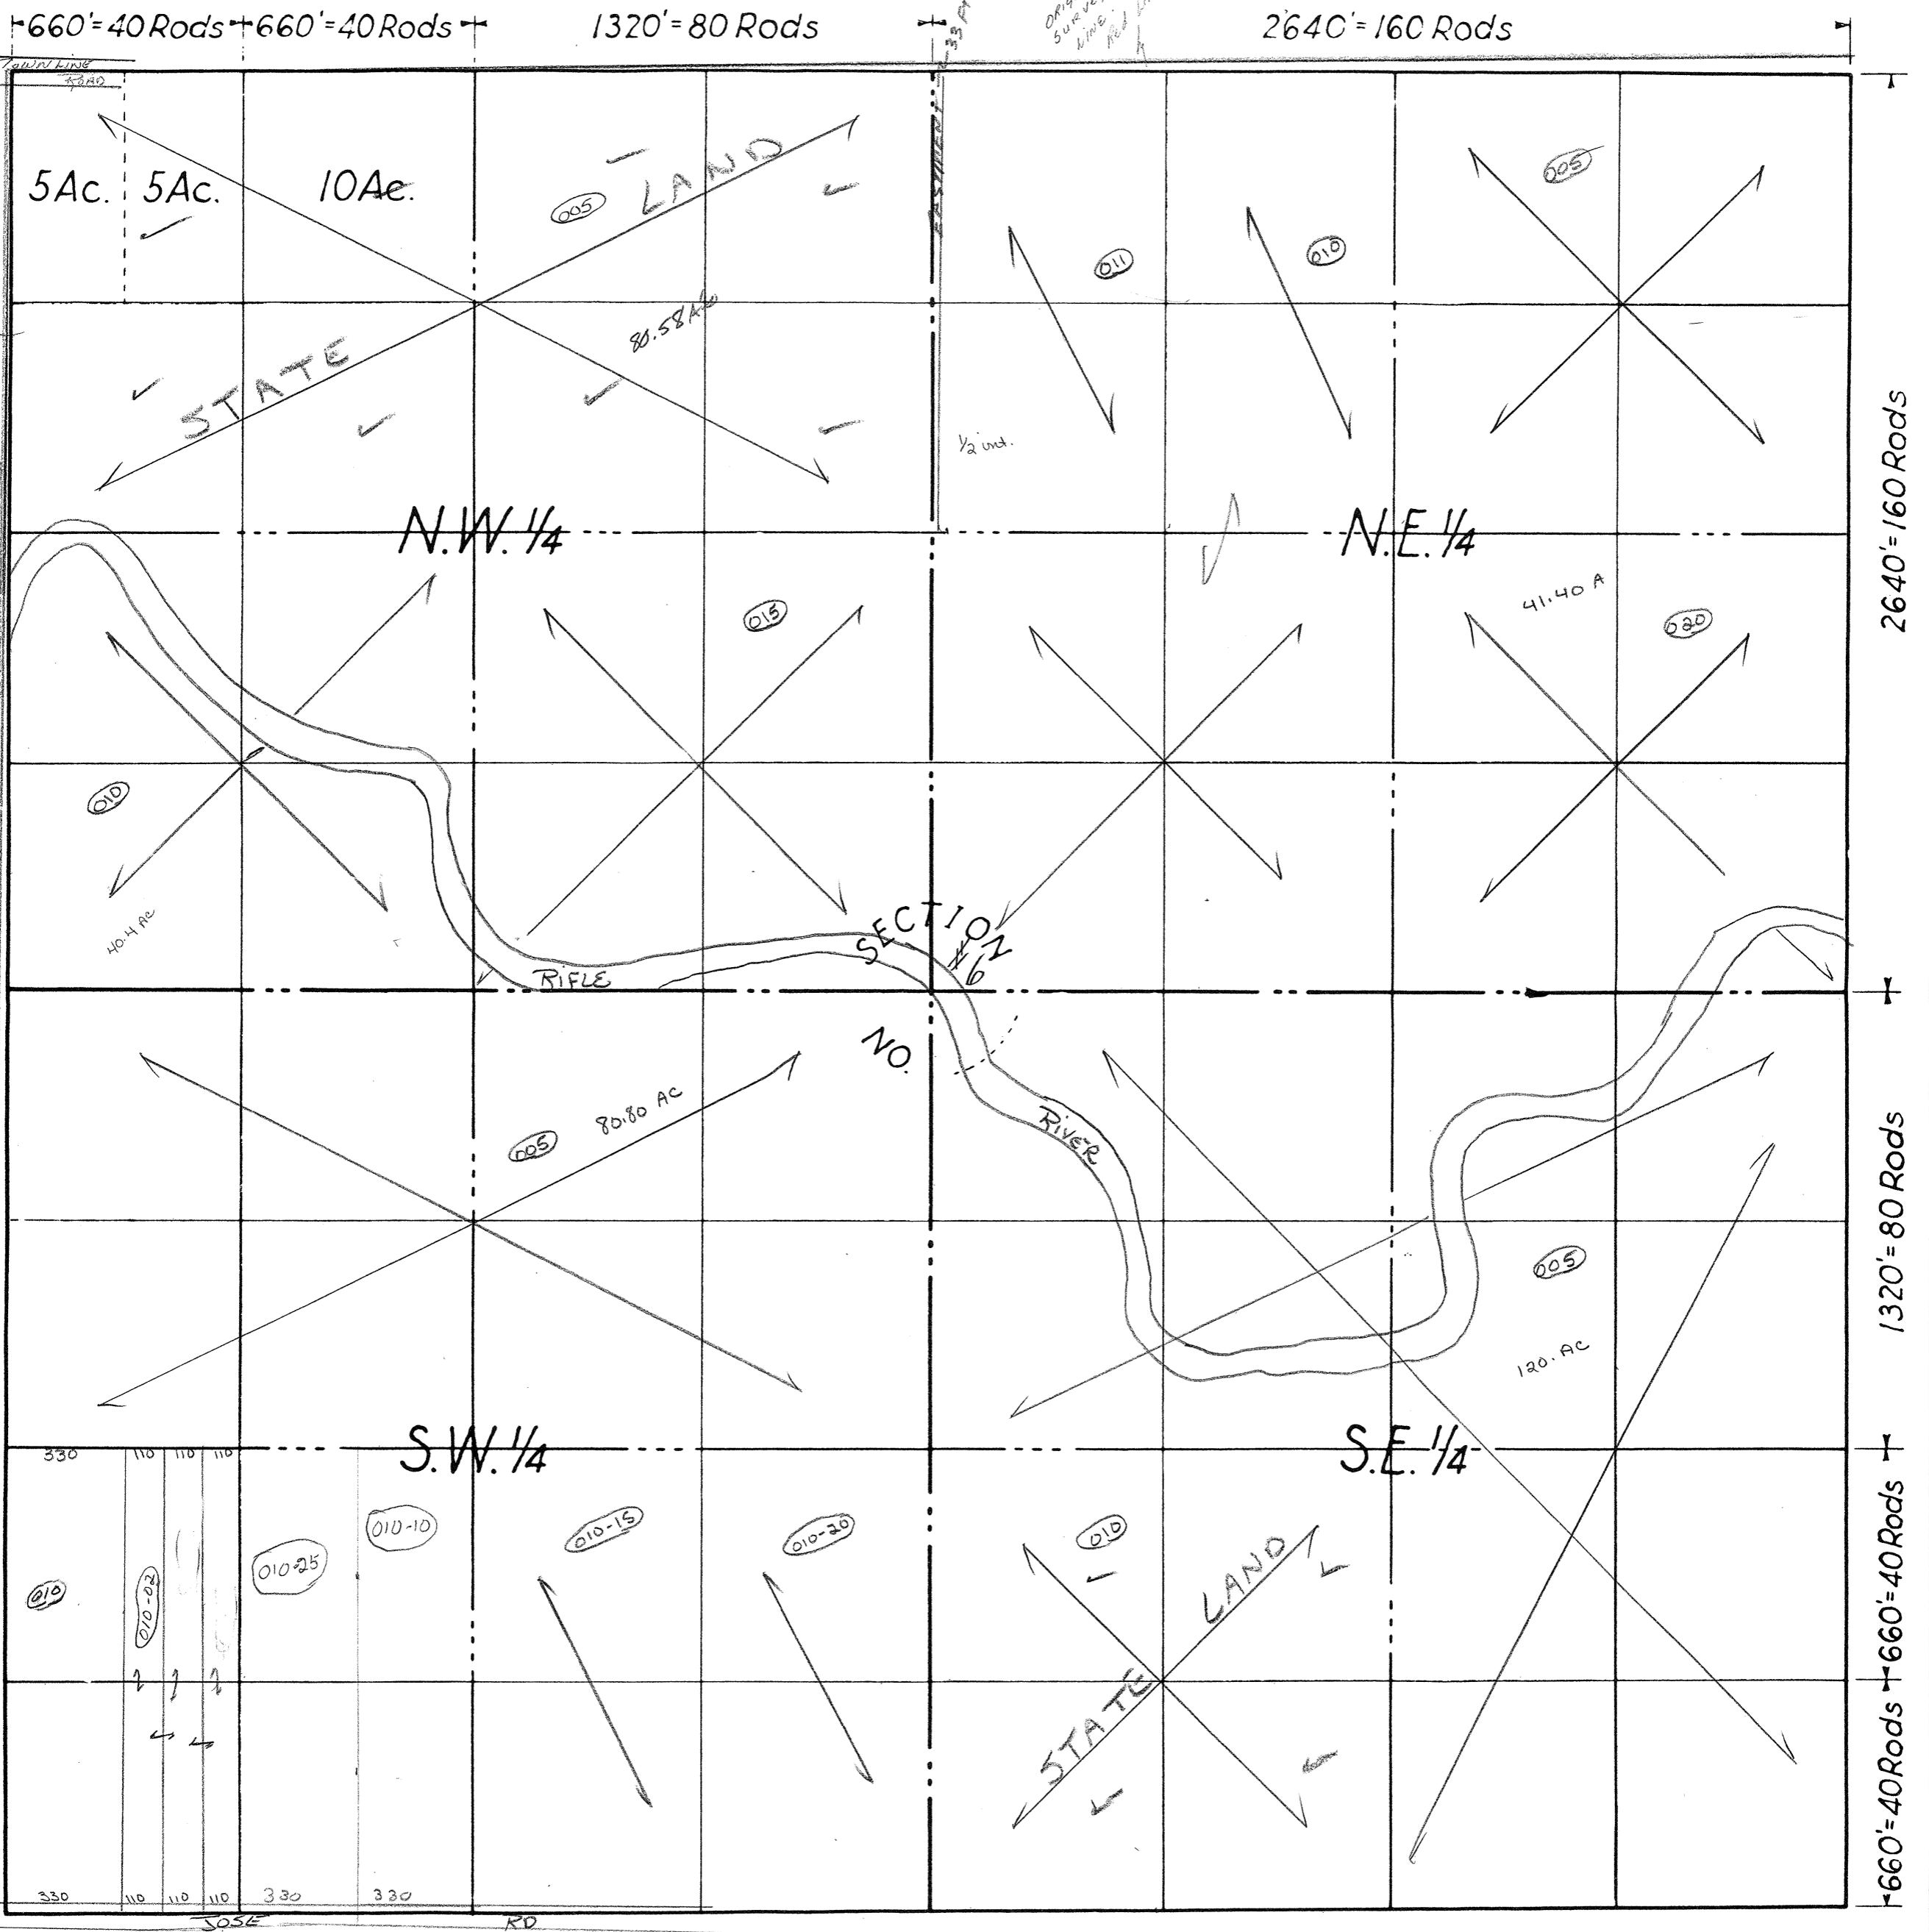 660'=40 Rods 660'=40 Rods 1320'=80 Rods 2640'=160 Rods
33 FT
TOWN LINE
ROAD
EASEMENT
5Ac. 5Ac. 10Ac.
005
STATE LAND
80.58 Ac
011
010
005
1/2 int.
N.W. 1/4
N.E. 1/4
2640'=160 Rods
015
41.40 A
020
010
40.4 AC
SECTION
NO.
6
RIFLE
RIVER
80.80 AC
005
005
120. AC
1320'=80 Rods
S.W. 1/4
S.E. 1/4
330 110 110 110
010
010-02
010-25
010-10
010-15
010-20
010
STATE LAND
660'=40 Rods
660'=40 Rods
330 110 110 110 330 330
JOSE RD